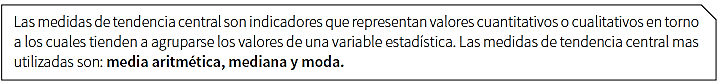 Las medidas de tendencia central son indicadores que representan valores cuantitativos o cualitativos en torno
a los cuales tienden a agruparse los valores de una variable estadística. Las medidas de tendencia central mas
utilizadas son: media aritmética, mediana y moda.